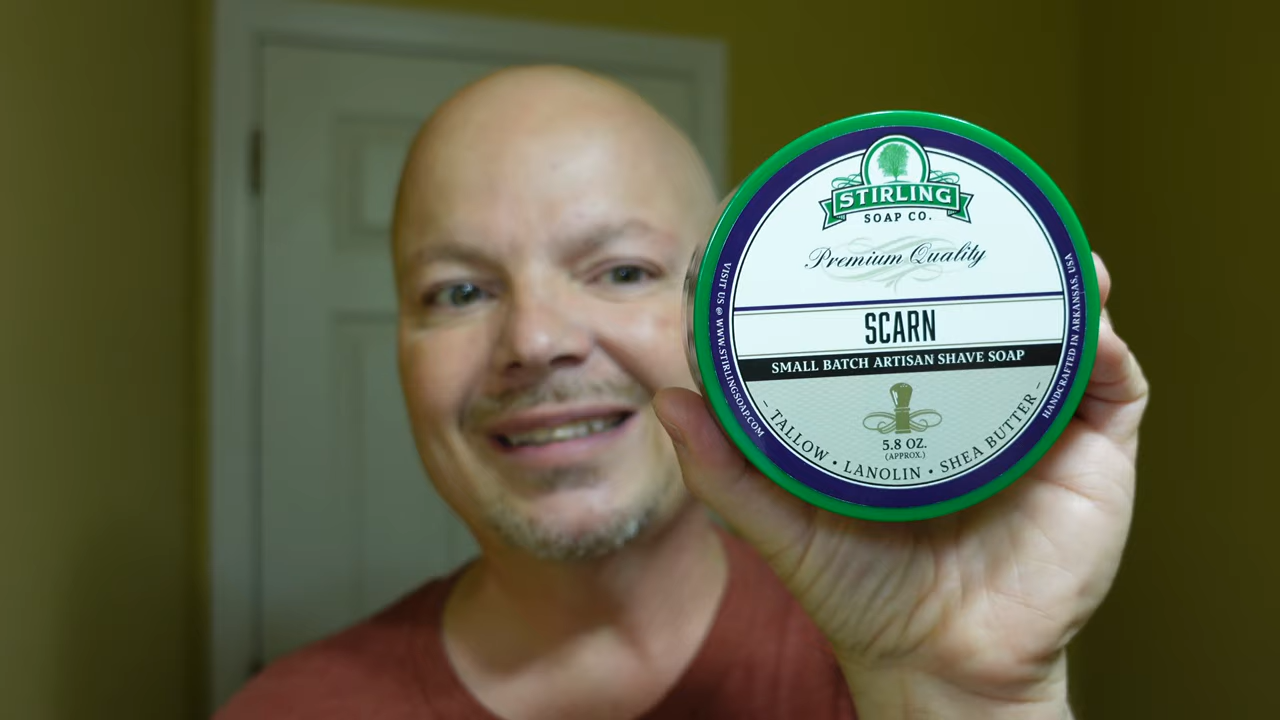 STIRLING
SOAP CO.
Premium Quality
SCARN
SMALL BATCH ARTISAN SHAVE SOAP
5.8 OZ.
(APPROX.)
- TALLOW • LANOLIN • SHEA BUTTER -
VISIT US @ WWW.STIRLINGSOAP.COM
HANDCRAFTED IN ARKANSAS, USA